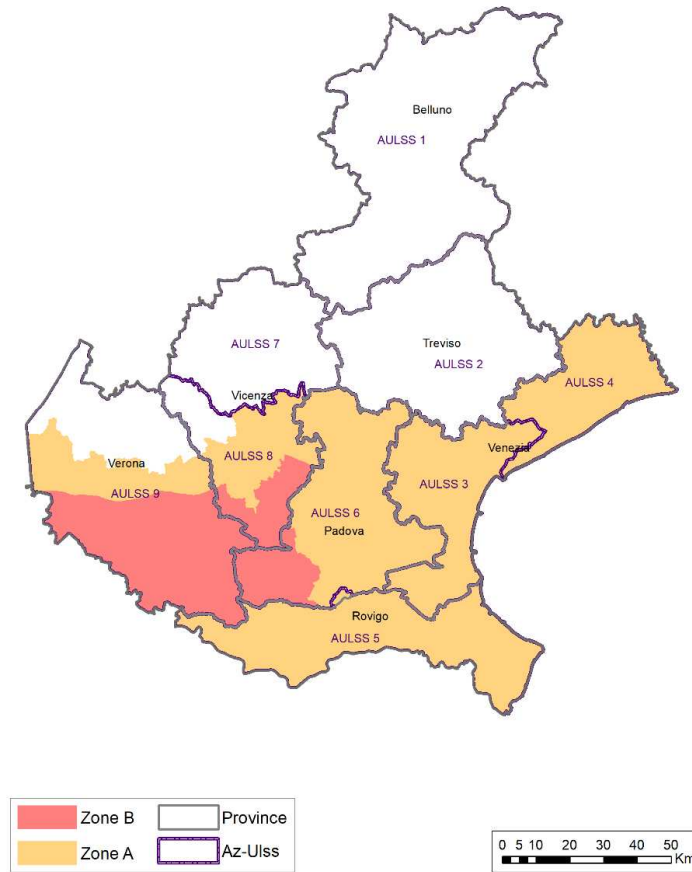 Belluno
AULSS 1
AULSS 7
Treviso
AULSS 2
AULSS 4
Vicenza
Venezia
AULSS 8
Verona
AULSS 3
AULSS 9
AULSS 6
Padova
Rovigo
AULSS 5
Zone B Province
Zone A Az-Ulss
0 5 10 20 30 40 50
Km